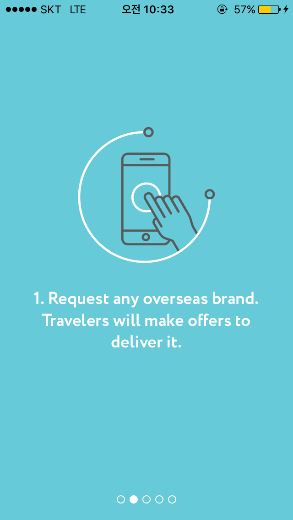 SKT LTE 오전 10:33 57%
1. Request any overseas brand.
Travelers will make offers to
deliver it.